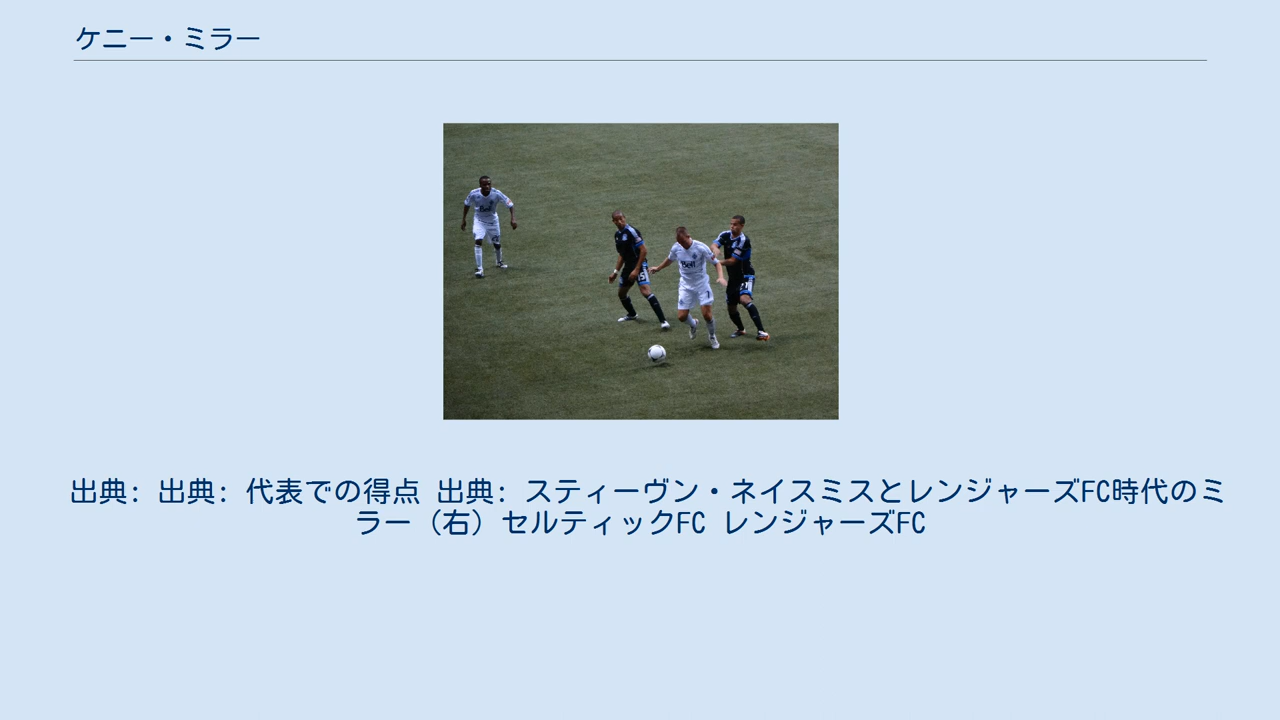 ケニー・ミラー
Bell
Bell
7
出典: 出典: 代表での得点 出典: スティーヴン・ネイスミスとレンジャーズFC時代のミ
ラー（右）セルティックFC レンジャーズFC